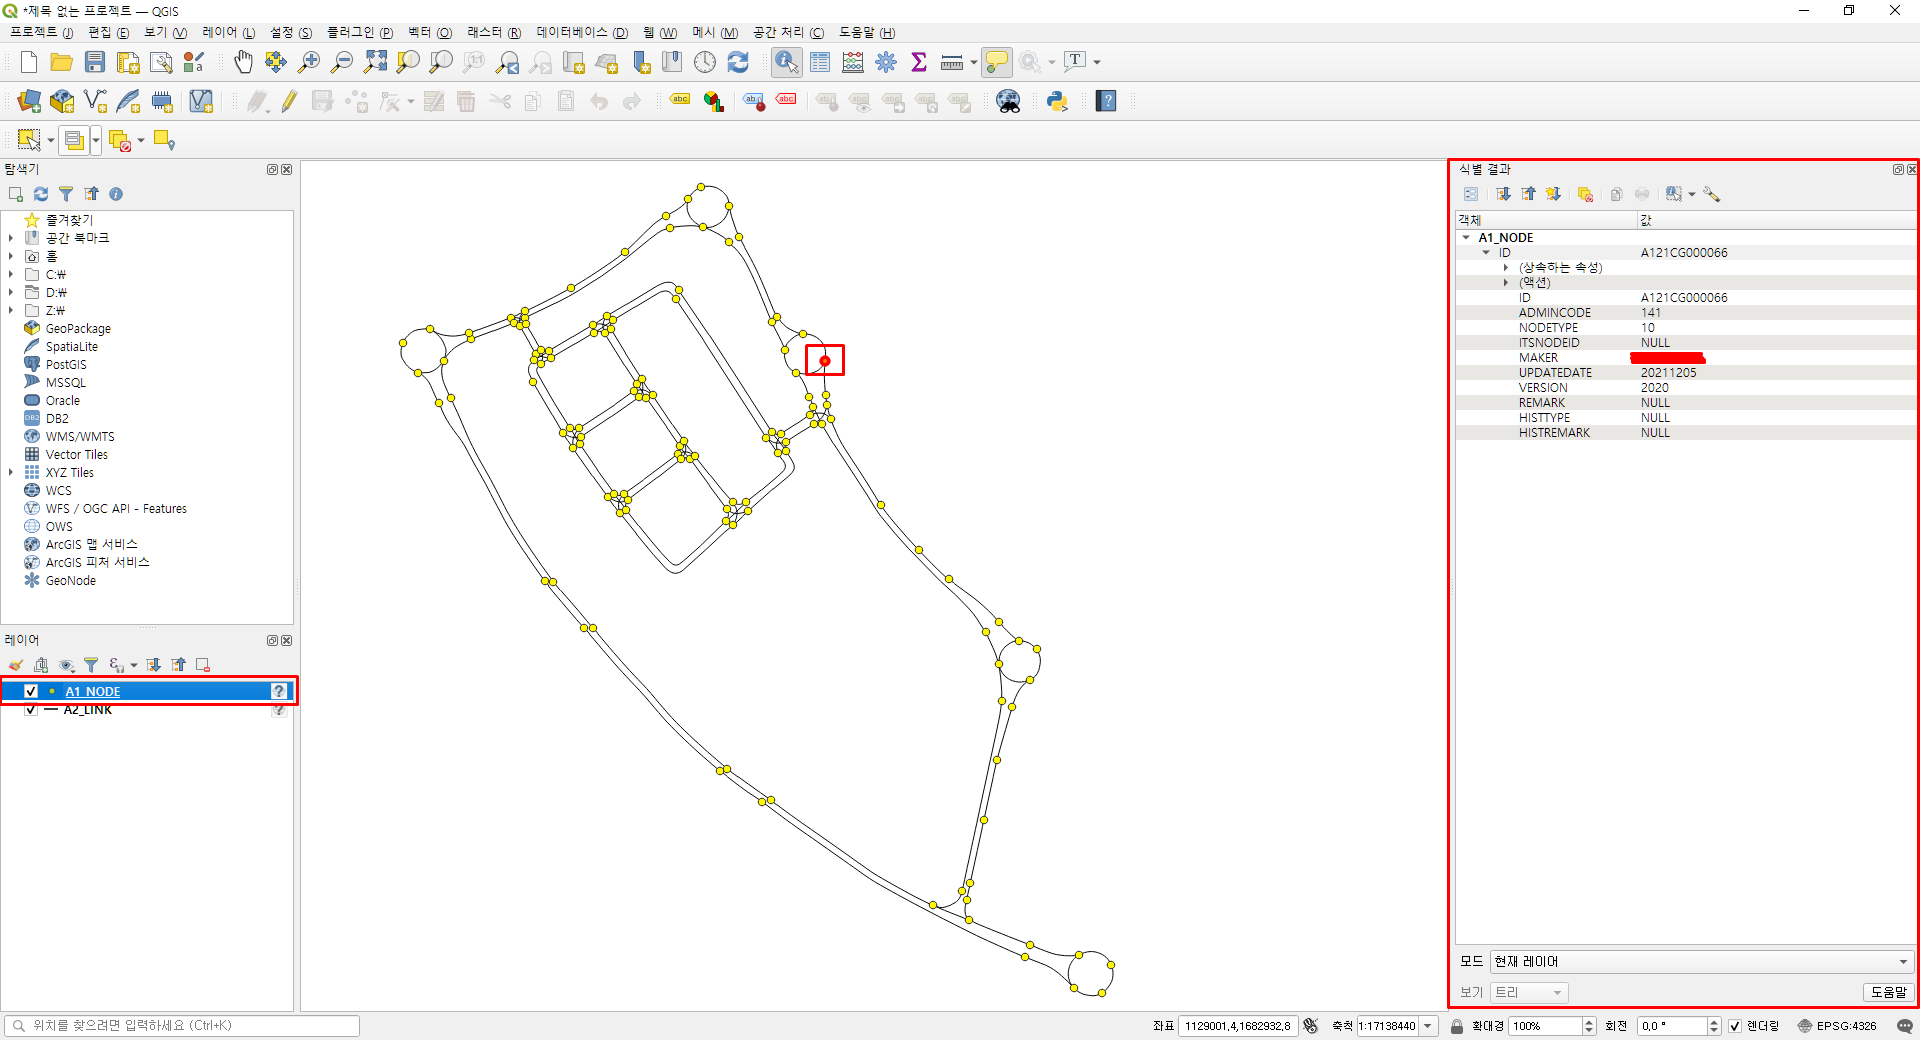 *제목 없는 프로젝트 — QGIS
프로젝트 (J) 편집 (E) 보기 (V) 레이어 (L) 설정 (S) 플러그인 (P) 벡터 (O) 래스터 (R) 데이터베이스 (D) 웹 (W) 메시 (M) 공간 처리 (C) 도움말 (H)
탐색기
즐겨찾기
공간 북마크
홈
C:₩
D:₩
Z:₩
GeoPackage
SpatiaLite
PostGIS
MSSQL
Oracle
DB2
WMS/WMTS
Vector Tiles
XYZ Tiles
WCS
WFS / OGC API - Features
OWS
ArcGIS 맵 서비스
ArcGIS 피처 서비스
GeoNode
레이어
A1_NODE
A2_LINK
식별 결과
객체 값
A1_NODE
ID A121CG000066
(상속하는 속성)
(액션)
ID A121CG000066
ADMINCODE 141
NODETYPE 10
ITSNODEID NULL
MAKER
UPDATEDATE 20211205
VERSION 2020
REMARK NULL
HISTTYPE NULL
HISTREMARK NULL
모드 현재 레이어
보기 트리 도움말
위치를 찾으려면 입력하세요 (Ctrl+K) 좌표 1129001,4,1682932,8 축척 1:17138440 확대경 100% 회전 0,0 ° 렌더링 EPSG:4326